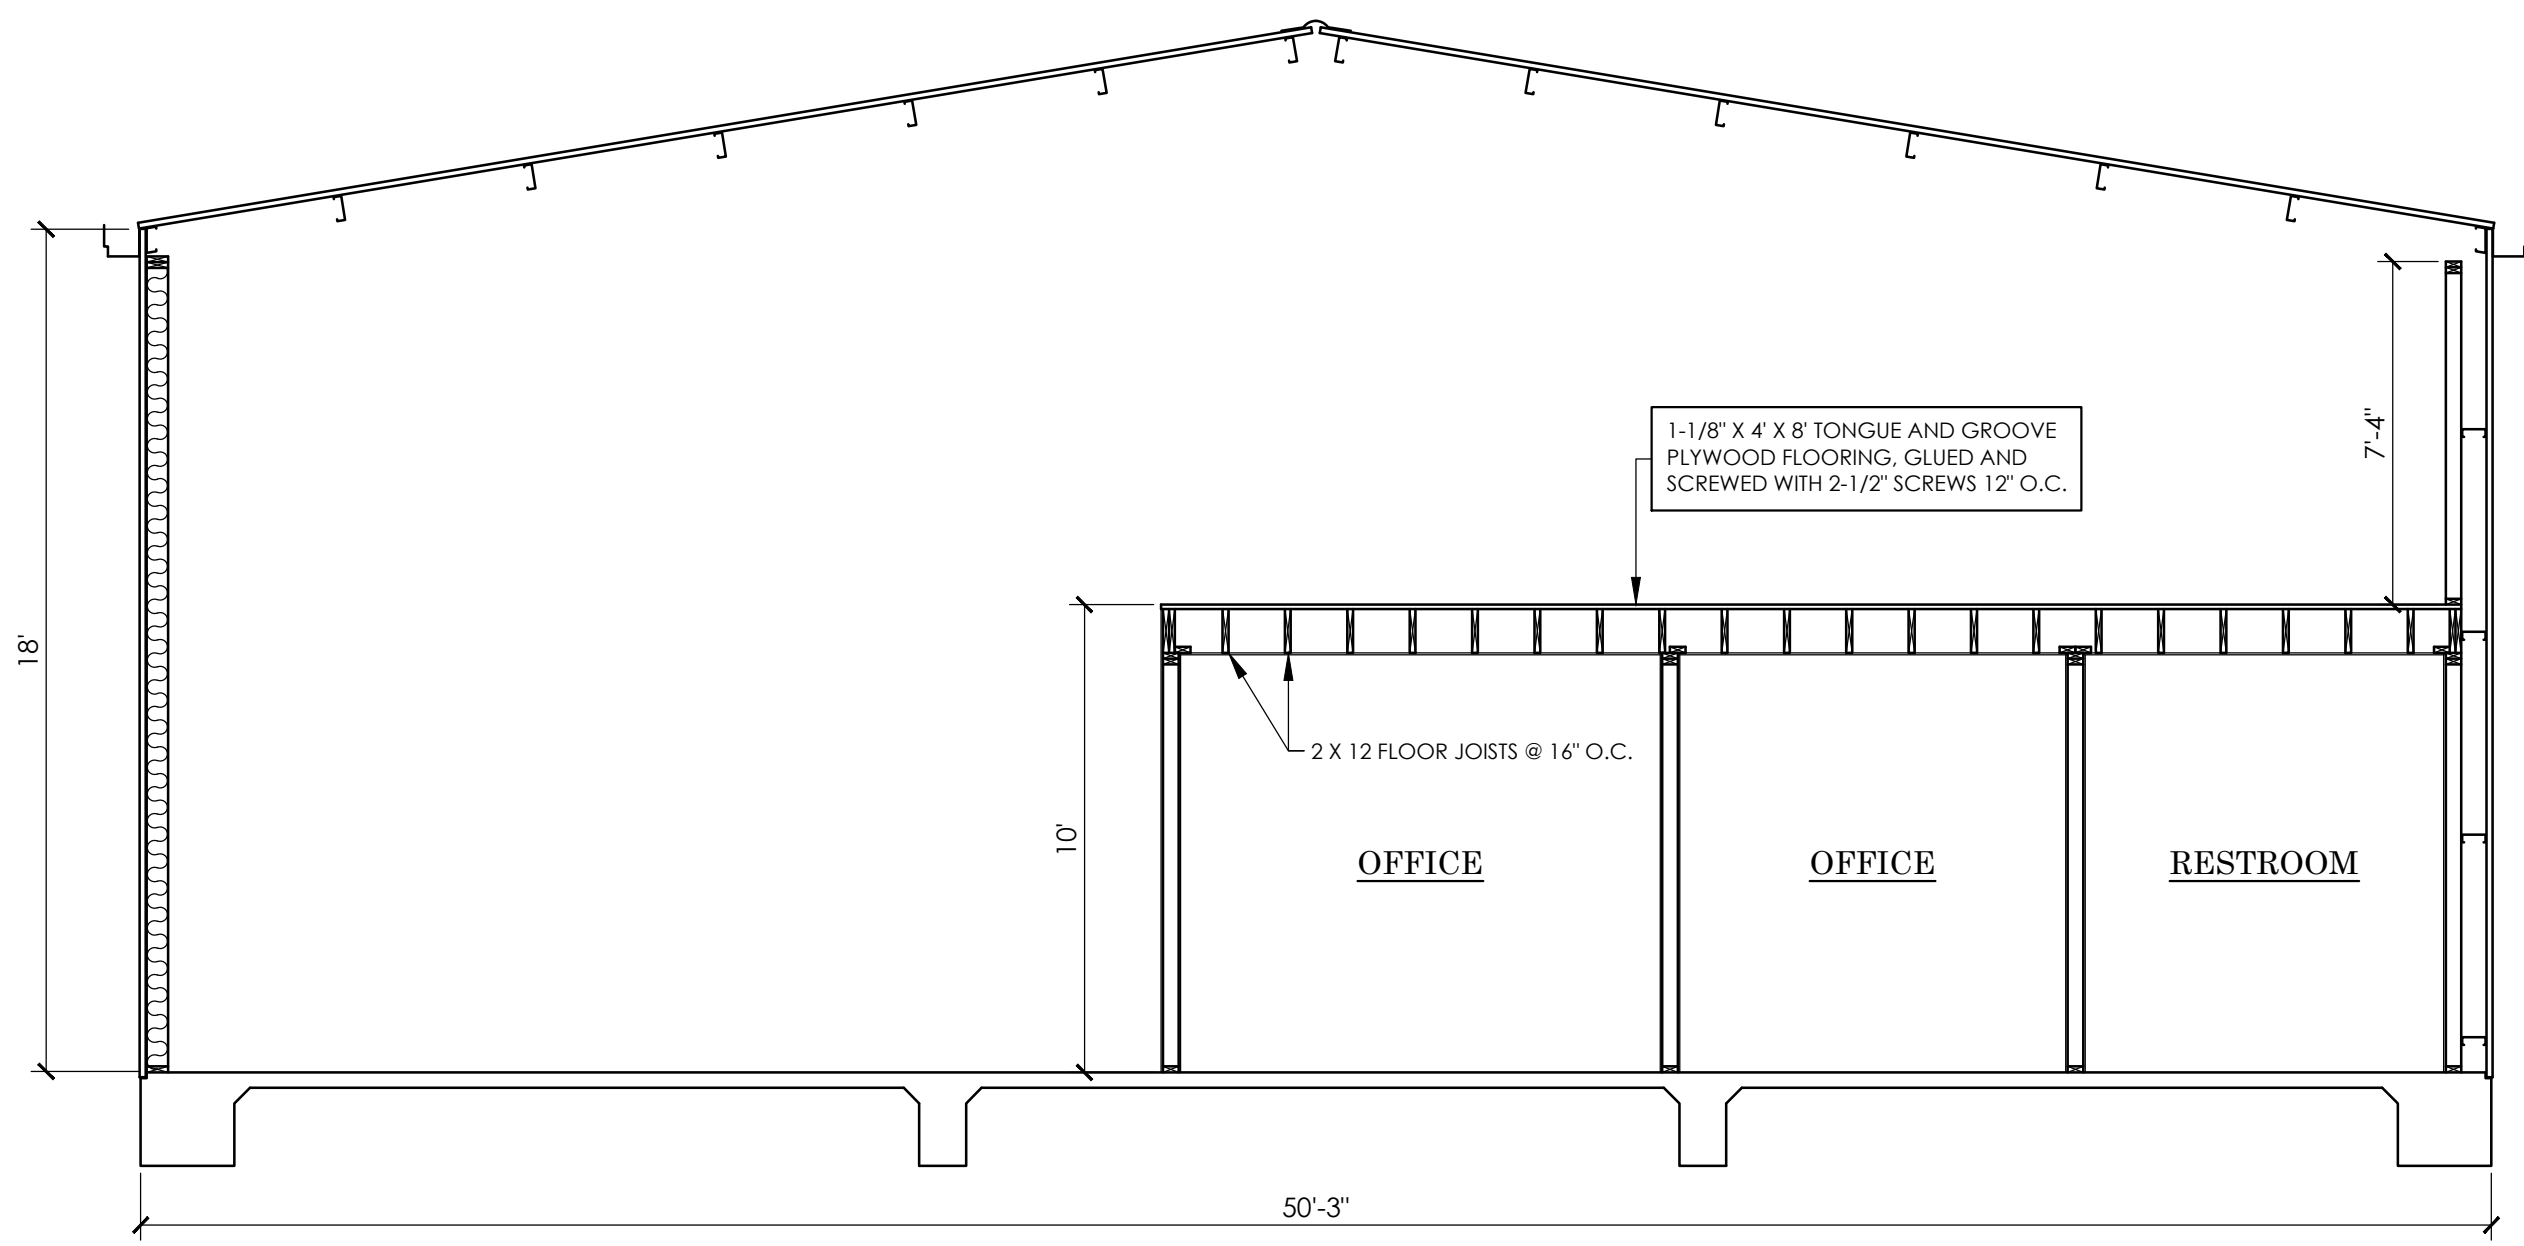 1-1/8" X 4' X 8' TONGUE AND GROOVE
PLYWOOD FLOORING, GLUED AND
SCREWED WITH 2-1/2" SCREWS 12" O.C.
7'-4"
18'
2 X 12 FLOOR JOISTS @ 16" O.C.
10'
OFFICE
OFFICE
RESTROOM
50'-3"